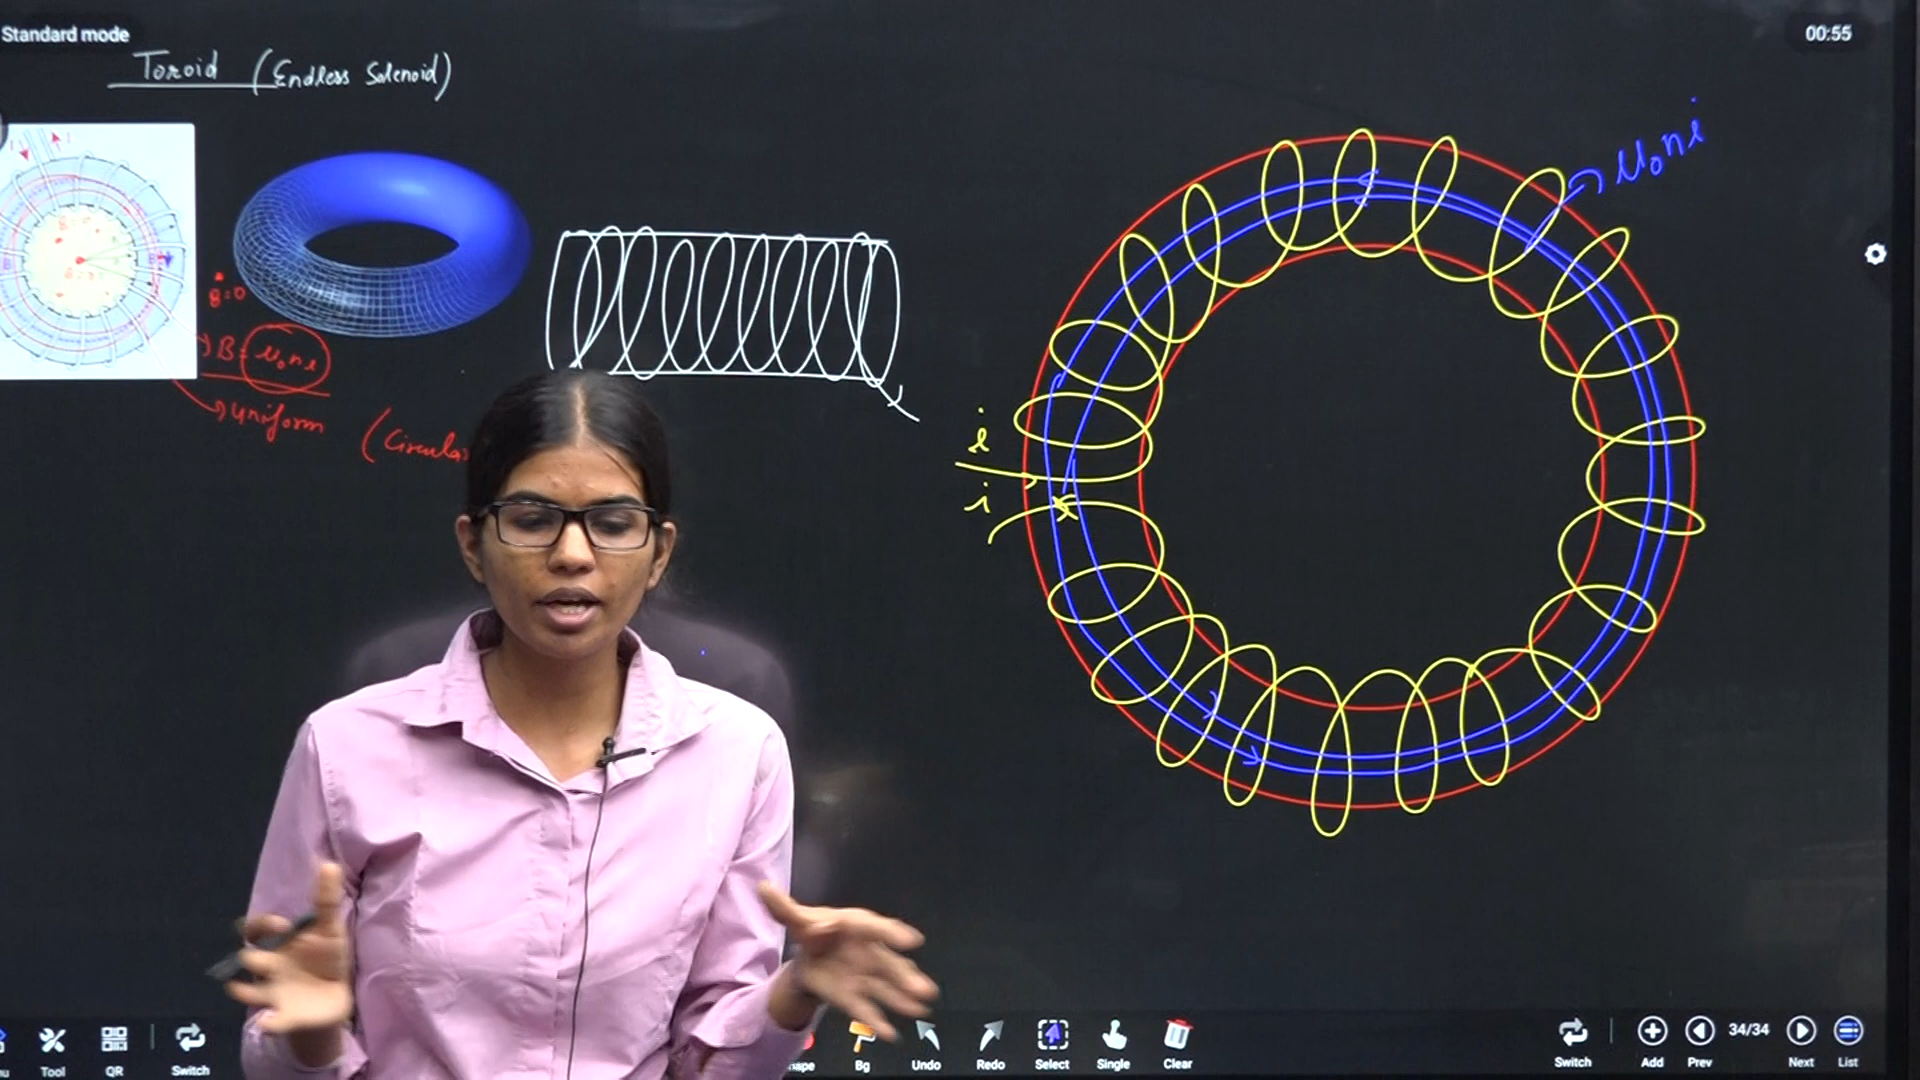 Standard mode
00:55
Toroid (Endless Solenoid)
μ₀ni
B=0
B=μ₀ni
uniform
(Circular
i
i
Tool
QR
Switch
Bg
Undo
Redo
Select
Single
Clear
Switch
Add
Prev
34/34
Next
List